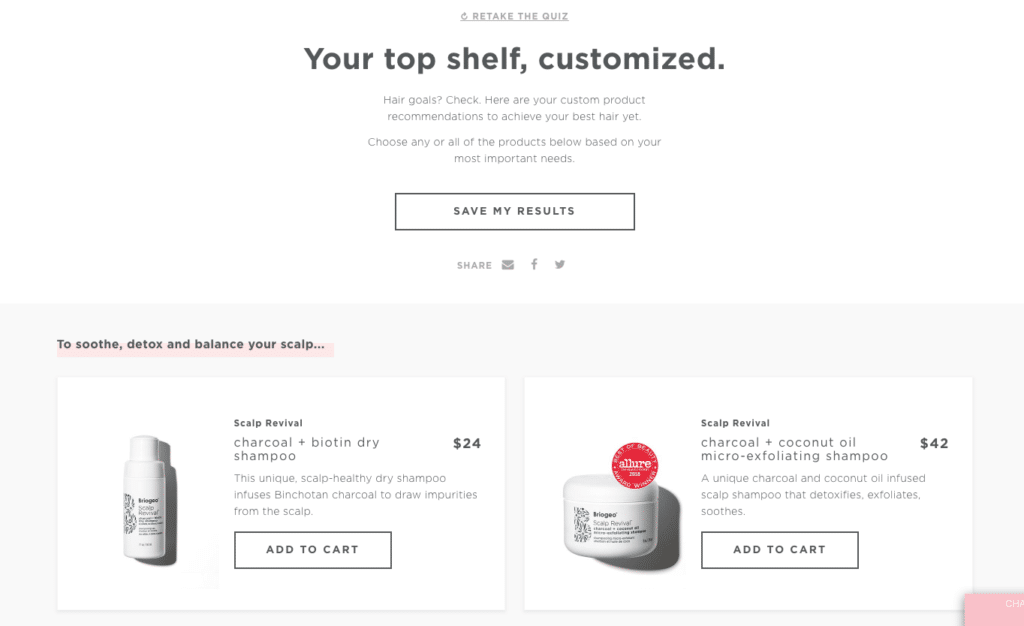 RETAKE THE QUIZ
Your top shelf, customized.
Hair goals? Check. Here are your custom product
recommendations to achieve your best hair yet.
Choose any or all of the products below based on your
most important needs.
SAVE MY RESULTS
SHARE
To soothe, detox and balance your scalp...
Scalp Revival
charcoal + biotin dry
shampoo
$24
This unique, scalp-healthy dry shampoo
infuses Binchotan charcoal to draw impurities
from the scalp.
ADD TO CART
Briogeo
Scalp Revival
Scalp Revival
charcoal + coconut oil
micro-exfoliating shampoo
$42
A unique charcoal and coconut oil infused
scalp shampoo that detoxifies, exfoliates,
soothes.
ADD TO CART
BEST OF BEAUTY
allure
2018
AWARD WINNER
Briogeo
Scalp Revival
charcoal + coconut oil
micro-exfoliating shampoo
CHA